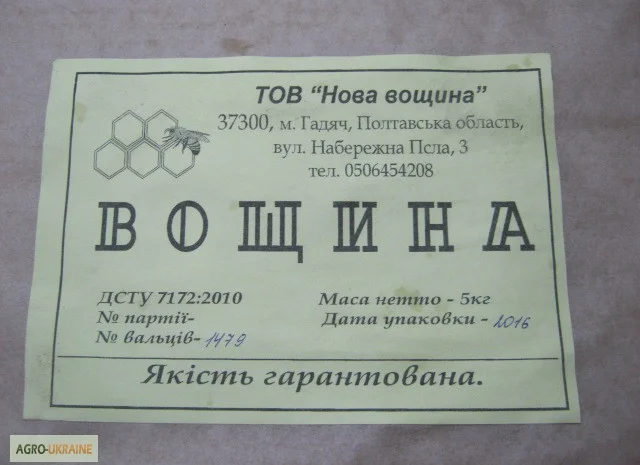 ТОВ "Нова вощина"
37300, м. Гадяч, Полтавська область,
вул. Набережна Псла, 3
тел. 0506454208
ВОЩИНА
ДСТУ 7172:2010
№ партії-
№ вальців- 1479
Маса нетто - 5кг
Дата упаковки - 2016
Якість гарантована.
AGRO-UKRAINE